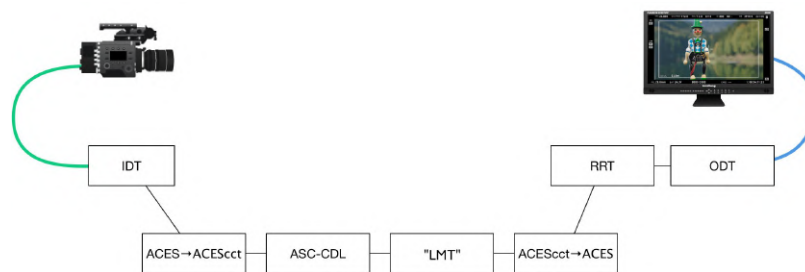 IDT
ACES→ACEScct
ASC-CDL
"LMT"
ACEScct→ACES
RRT
ODT